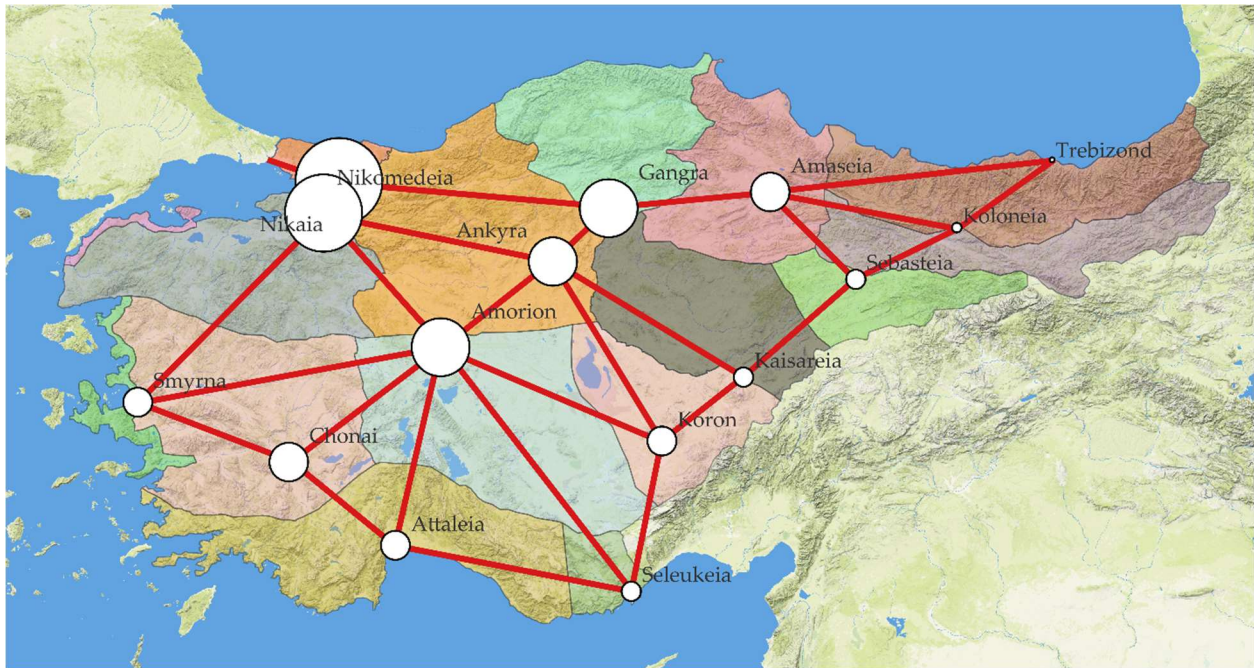 Trebizond
Amaseia
Gangra
Nikomedeia
Koloneia
Nikaia
Ankyra
Sebasteia
Amorion
Kaisareia
Smyrna
Koron
Chonai
Attaleia
Seleukeia